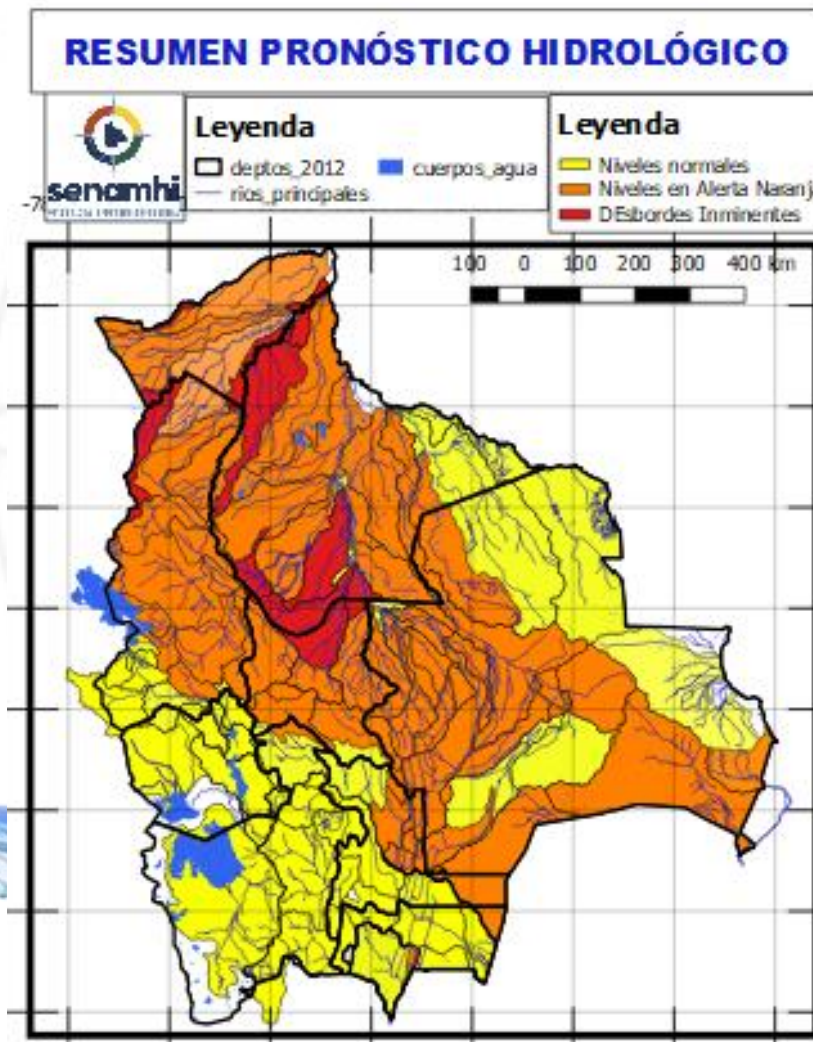 RESUMEN PRONÓSTICO HIDROLÓGICO
senamhi
Leyenda
deptos_2012 cuerpos_agua
rios_principales
Leyenda
Niveles normales
Niveles en Alerta Naranja
DEsbordes Inminentes
100 0 100 200 300 400 km